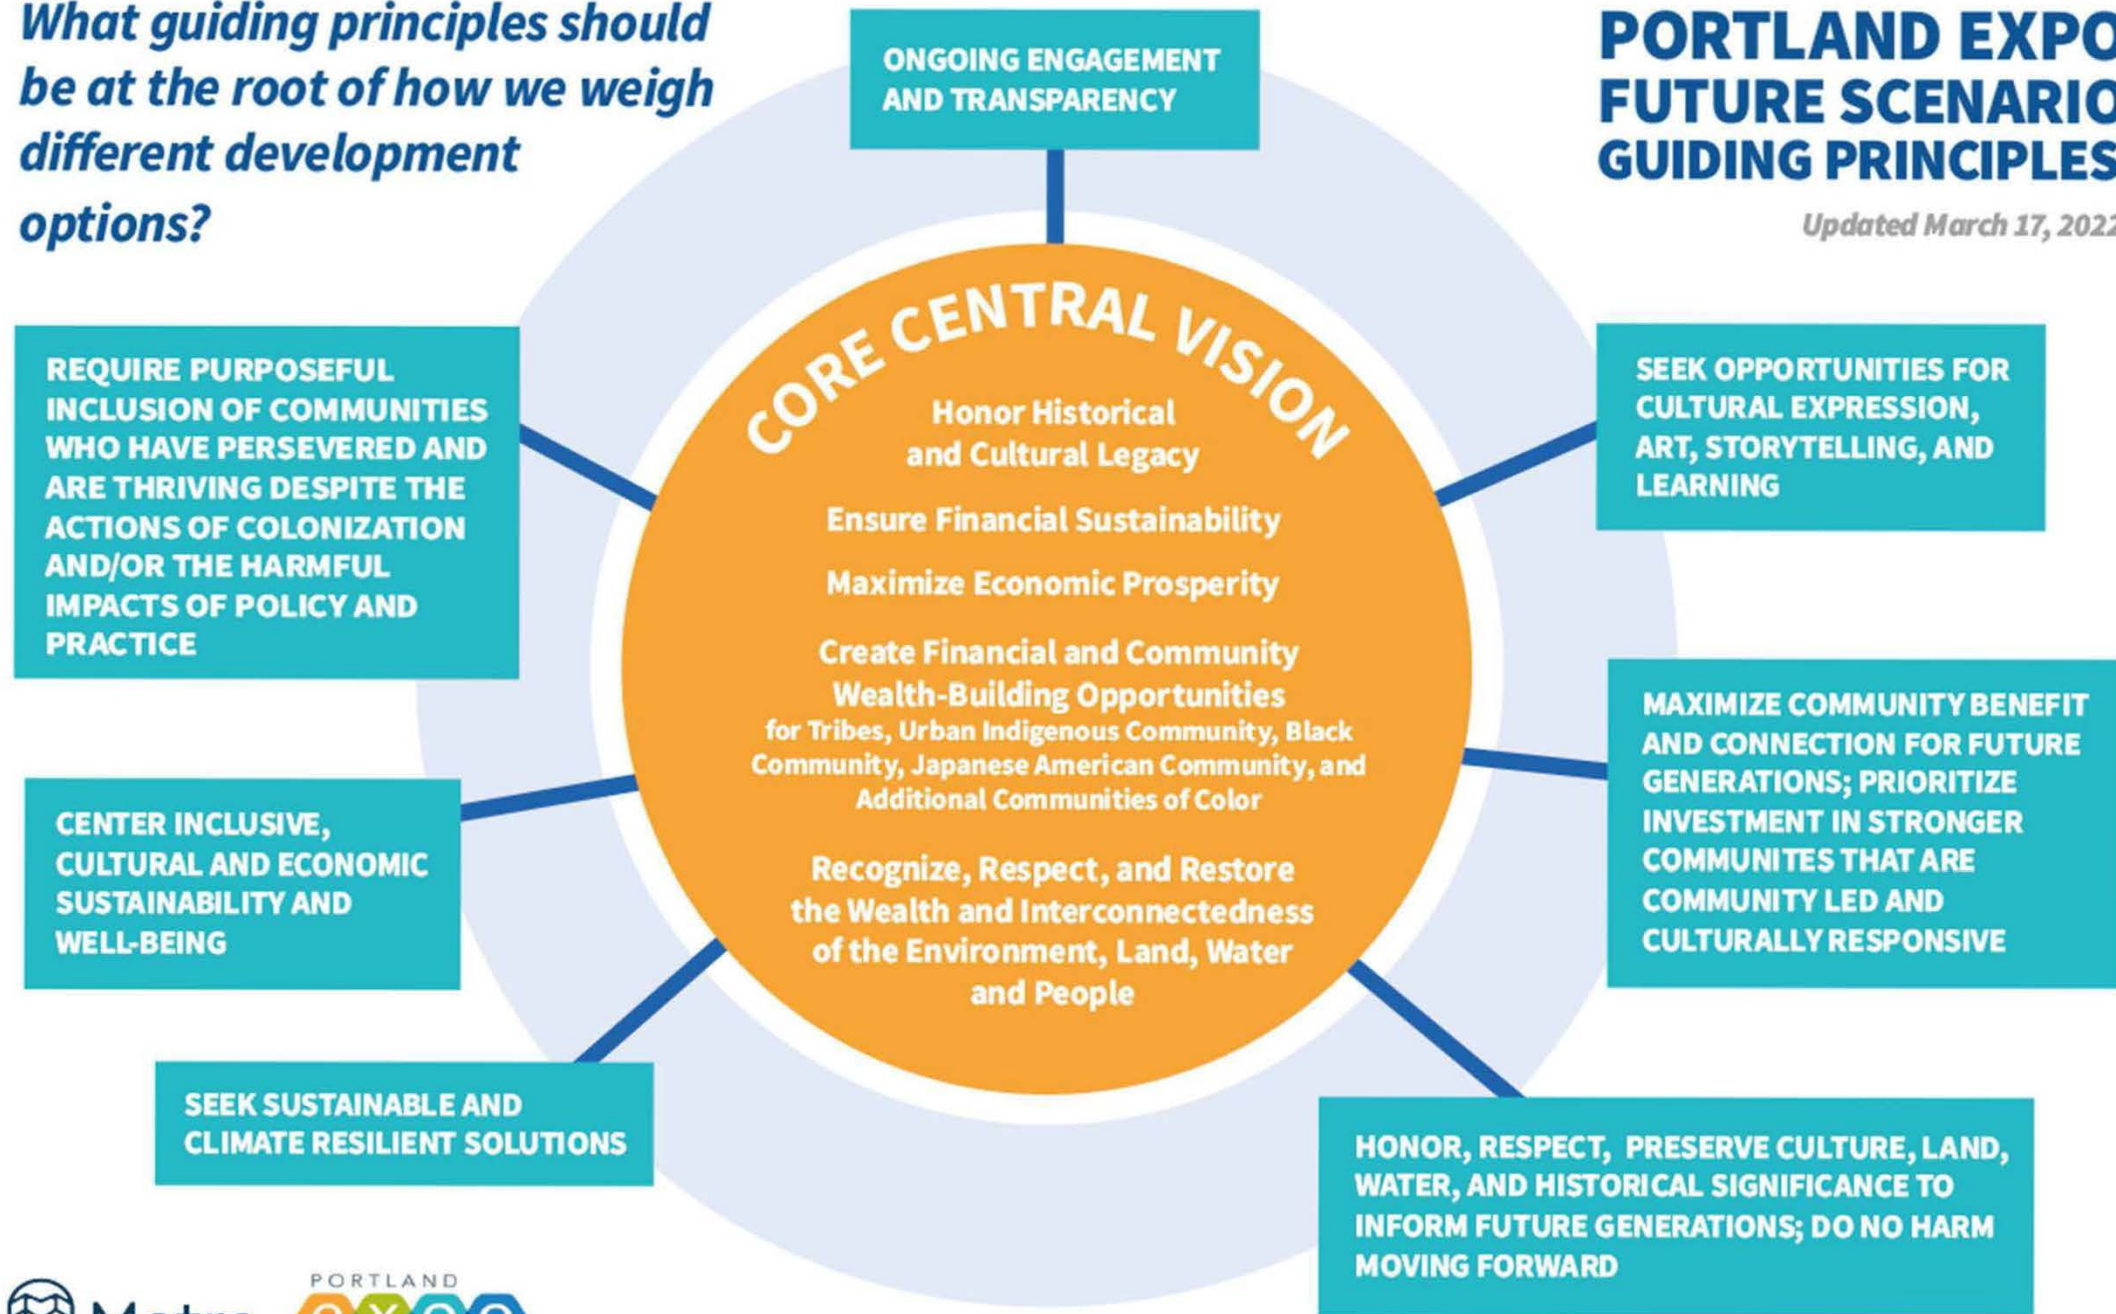 What guiding principles should
be at the root of how we weigh
different development
options?
ONGOING ENGAGEMENT
AND TRANSPARENCY
PORTLAND EXPO
FUTURE SCENARIO
GUIDING PRINCIPLES
Updated March 17, 2022
REQUIRE PURPOSEFUL
INCLUSION OF COMMUNITIES
WHO HAVE PERSEVERED AND
ARE THRIVING DESPITE THE
ACTIONS OF COLONIZATION
AND/OR THE HARMFUL
IMPACTS OF POLICY AND
PRACTICE
CENTER INCLUSIVE,
CULTURAL AND ECONOMIC
SUSTAINABILITY AND
WELL-BEING
SEEK SUSTAINABLE AND
CLIMATE RESILIENT SOLUTIONS
CORE CENTRAL VISION
Honor Historical
and Cultural Legacy
Ensure Financial Sustainability
Maximize Economic Prosperity
Create Financial and Community
Wealth-Building Opportunities
for Tribes, Urban Indigenous Community, Black
Community, Japanese American Community, and
Additional Communities of Color
Recognize, Respect, and Restore
the Wealth and Interconnectedness
of the Environment, Land, Water
and People
SEEK OPPORTUNITIES FOR
CULTURAL EXPRESSION,
ART, STORYTELLING, AND
LEARNING
MAXIMIZE COMMUNITY BENEFIT
AND CONNECTION FOR FUTURE
GENERATIONS; PRIORITIZE
INVESTMENT IN STRONGER
COMMUNITES THAT ARE
COMMUNITY LED AND
CULTURALLY RESPONSIVE
HONOR, RESPECT, PRESERVE CULTURE, LAND,
WATER, AND HISTORICAL SIGNIFICANCE TO
INFORM FUTURE GENERATIONS; DO NO HARM
MOVING FORWARD
Metro
PORTLAND